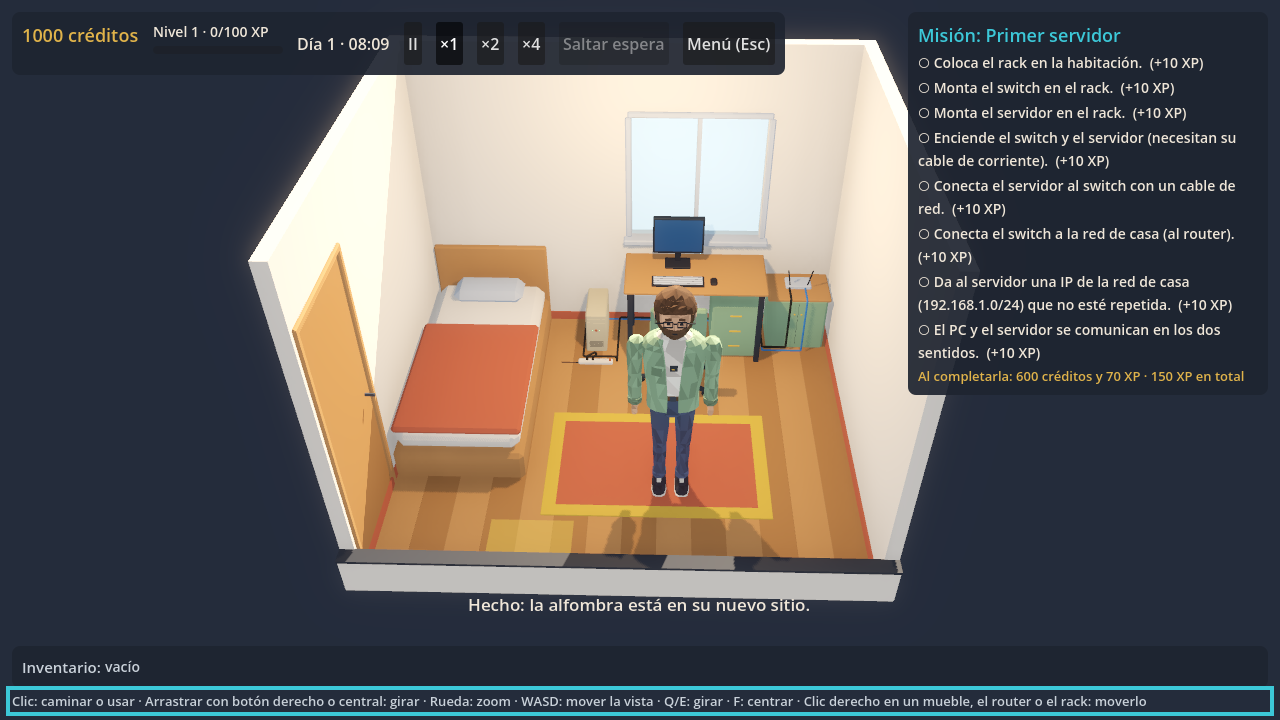 1000 créditos
Nivel 1 · 0/100 XP
Día 1 · 08:09
II
×1
×2
×4
Saltar espera
Menú (Esc)
Misión: Primer servidor
○ Coloca el rack en la habitación. (+10 XP)
○ Monta el switch en el rack. (+10 XP)
○ Monta el servidor en el rack. (+10 XP)
○ Enciende el switch y el servidor (necesitan su
cable de corriente). (+10 XP)
○ Conecta el servidor al switch con un cable de
red. (+10 XP)
○ Conecta el switch a la red de casa (al router).
(+10 XP)
○ Da al servidor una IP de la red de casa
(192.168.1.0/24) que no esté repetida. (+10 XP)
○ El PC y el servidor se comunican en los dos
sentidos. (+10 XP)
Al completarla: 600 créditos y 70 XP · 150 XP en total
Hecho: la alfombra está en su nuevo sitio.
Inventario: vacío
Clic: caminar o usar · Arrastrar con botón derecho o central: girar · Rueda: zoom · WASD: mover la vista · Q/E: girar · F: centrar · Clic derecho en un mueble, el router o el rack: moverlo